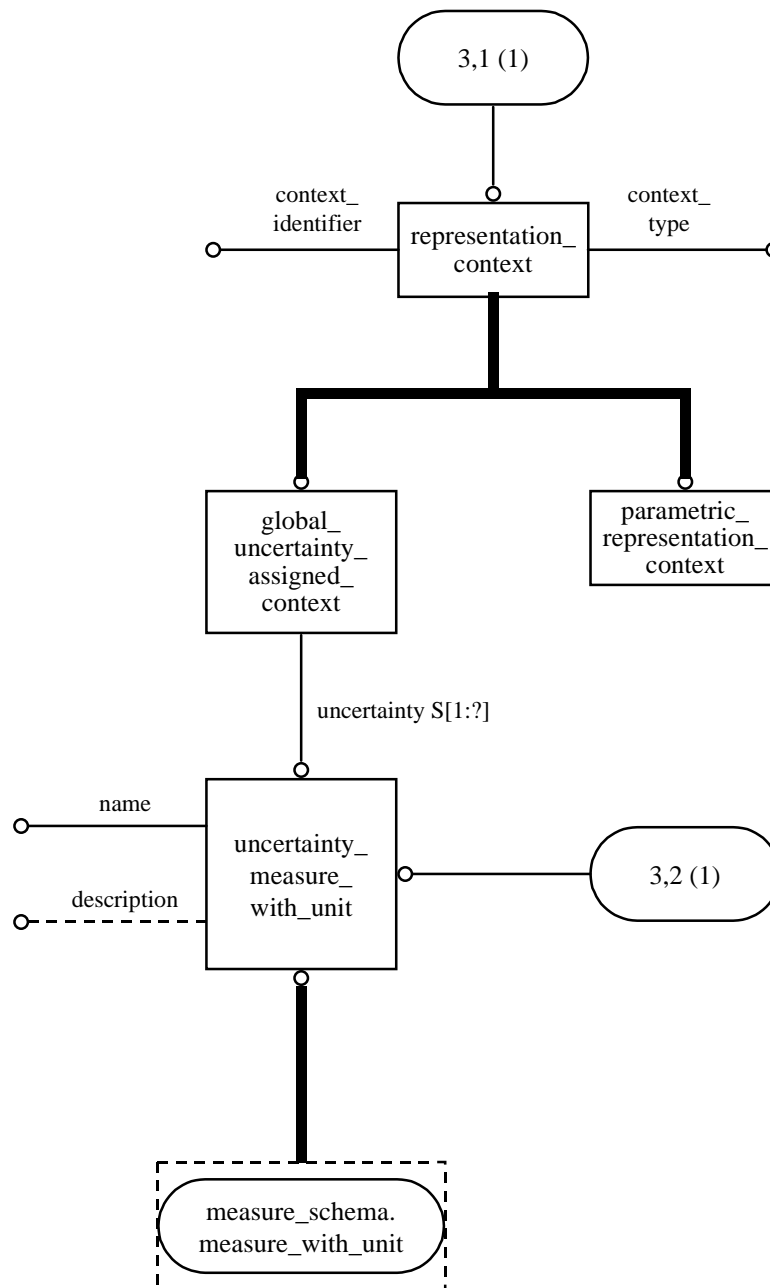 3,1 (1)
context_
identifier
context_
type
representation_
context
global_
uncertainty_
assigned_
context
parametric_
representation_
context
uncertainty S[1:?]
name
description
uncertainty_
measure_
with_unit
3,2 (1)
measure_schema.
measure_with_unit